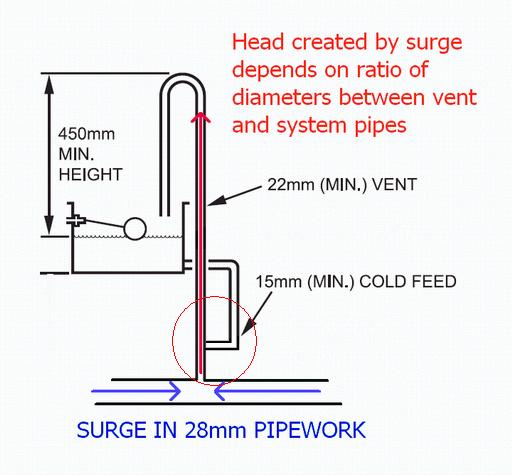 Head created by surge
depends on ratio of
diameters between vent
and system pipes
450mm
MIN.
HEIGHT
22mm (MIN.) VENT
15mm (MIN.) COLD FEED
SURGE IN 28mm PIPEWORK